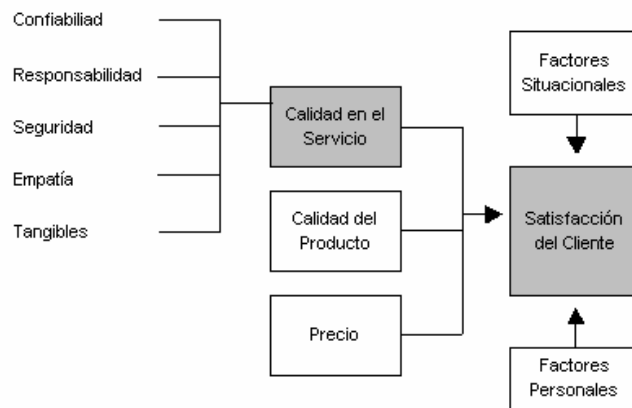 Confiabiliad
Responsabilidad
Seguridad
Empatía
Tangibles
Calidad en el
Servicio
Calidad del
Producto
Precio
Factores
Situacionales
Satisfacción
del Cliente
Factores
Personales